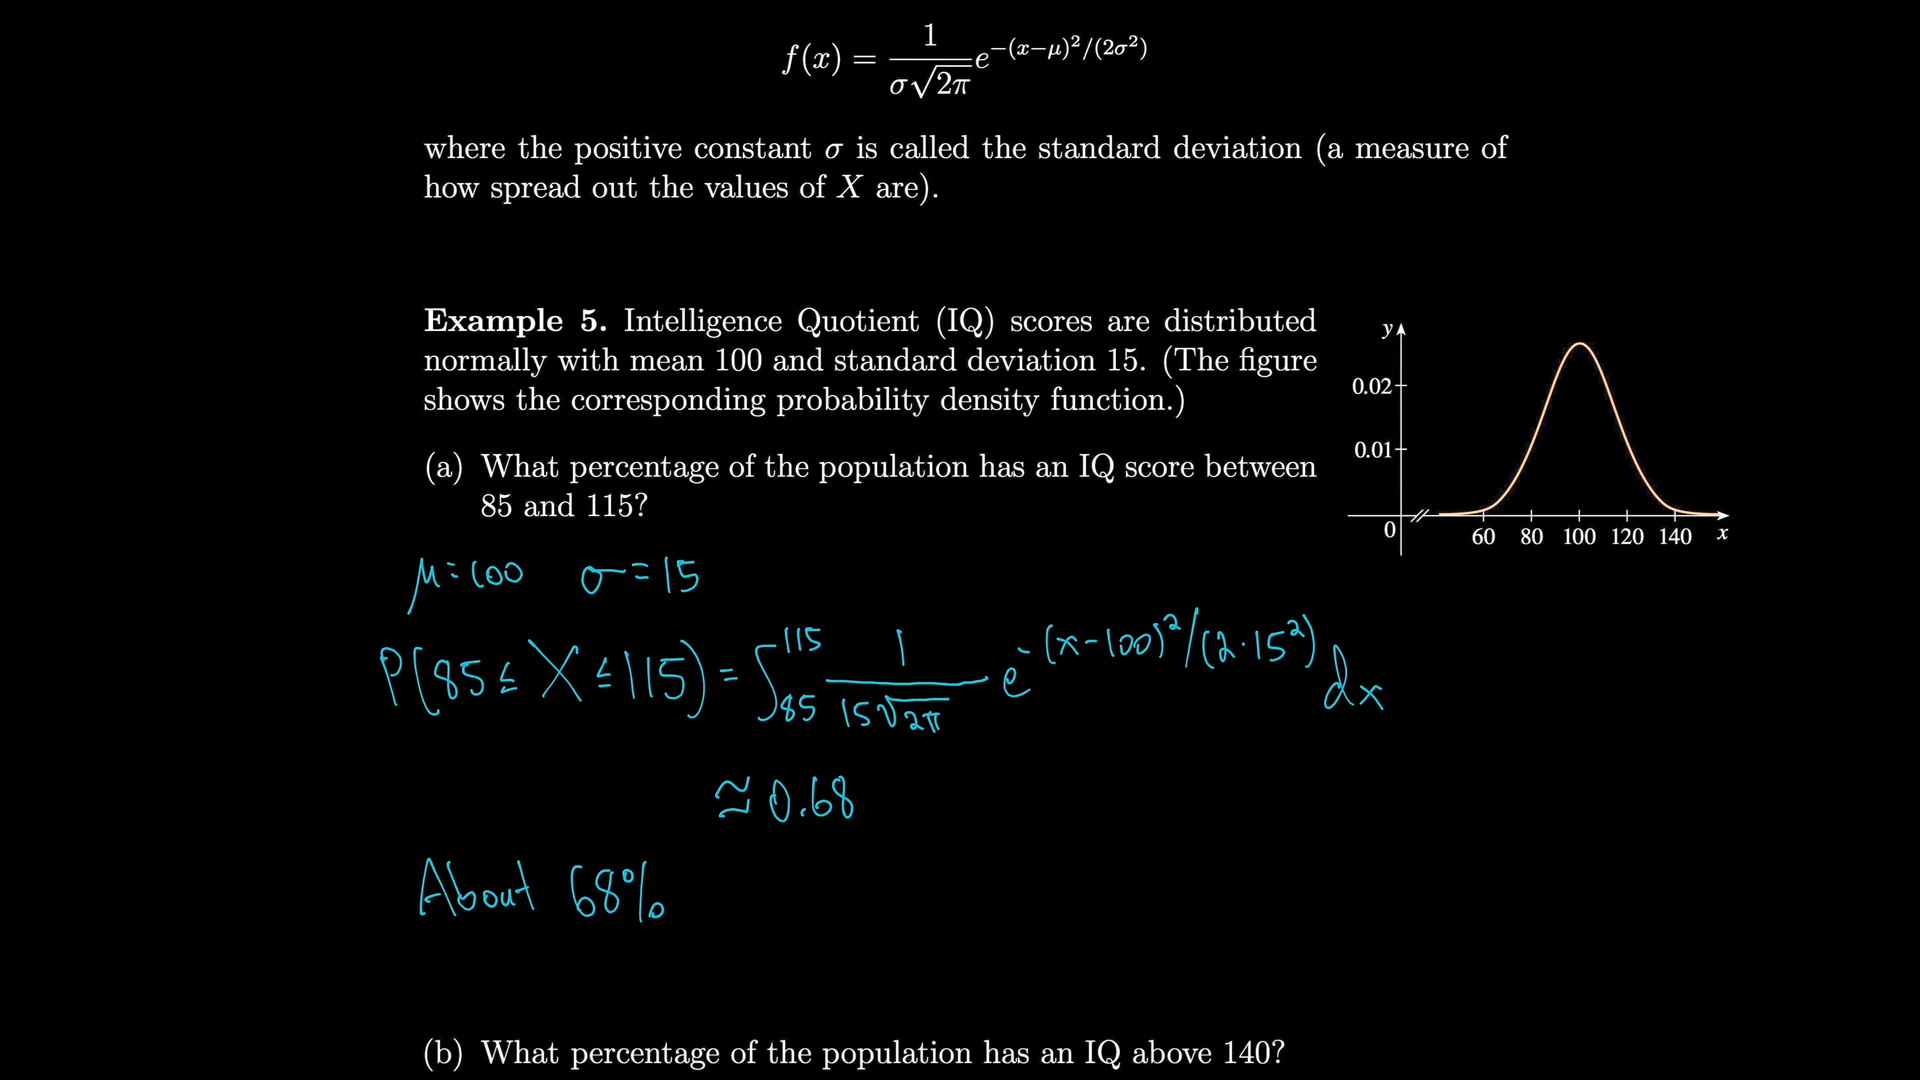 f(x) = 1/(σ√2π) e^{−(x−μ)²/(2σ²)}
where the positive constant σ is called the standard deviation (a measure of
how spread out the values of X are).
Example 5. Intelligence Quotient (IQ) scores are distributed
normally with mean 100 and standard deviation 15. (The figure
shows the corresponding probability density function.)
(a) What percentage of the population has an IQ score between
85 and 115?
y
0.02
0.01
0
60 80 100 120 140 x
μ=100 σ=15
P(85≤X≤115) = ∫_{85}^{115} 1/(15√2π) e^{-(x-100)²/(2·15²)} dx
≈ 0.68
About 68%
(b) What percentage of the population has an IQ above 140?